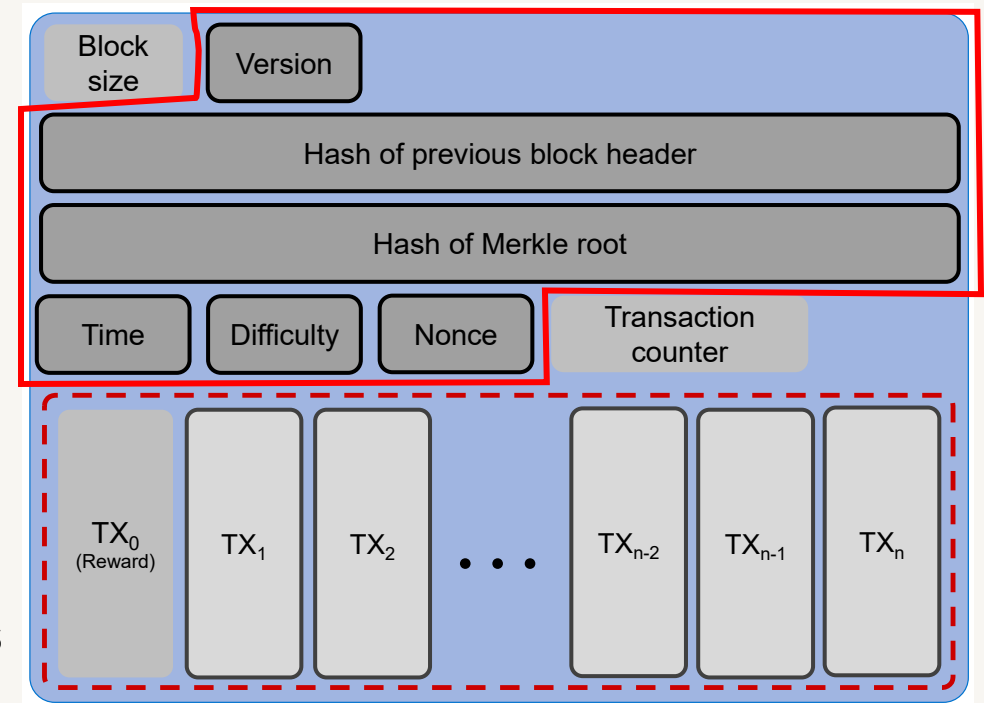 Block
size
Version
Hash of previous block header
Hash of Merkle root
Time
Difficulty
Nonce
Transaction
counter
TX0
(Reward)
TX1
TX2
. . .
TXn-2
TXn-1
TXn